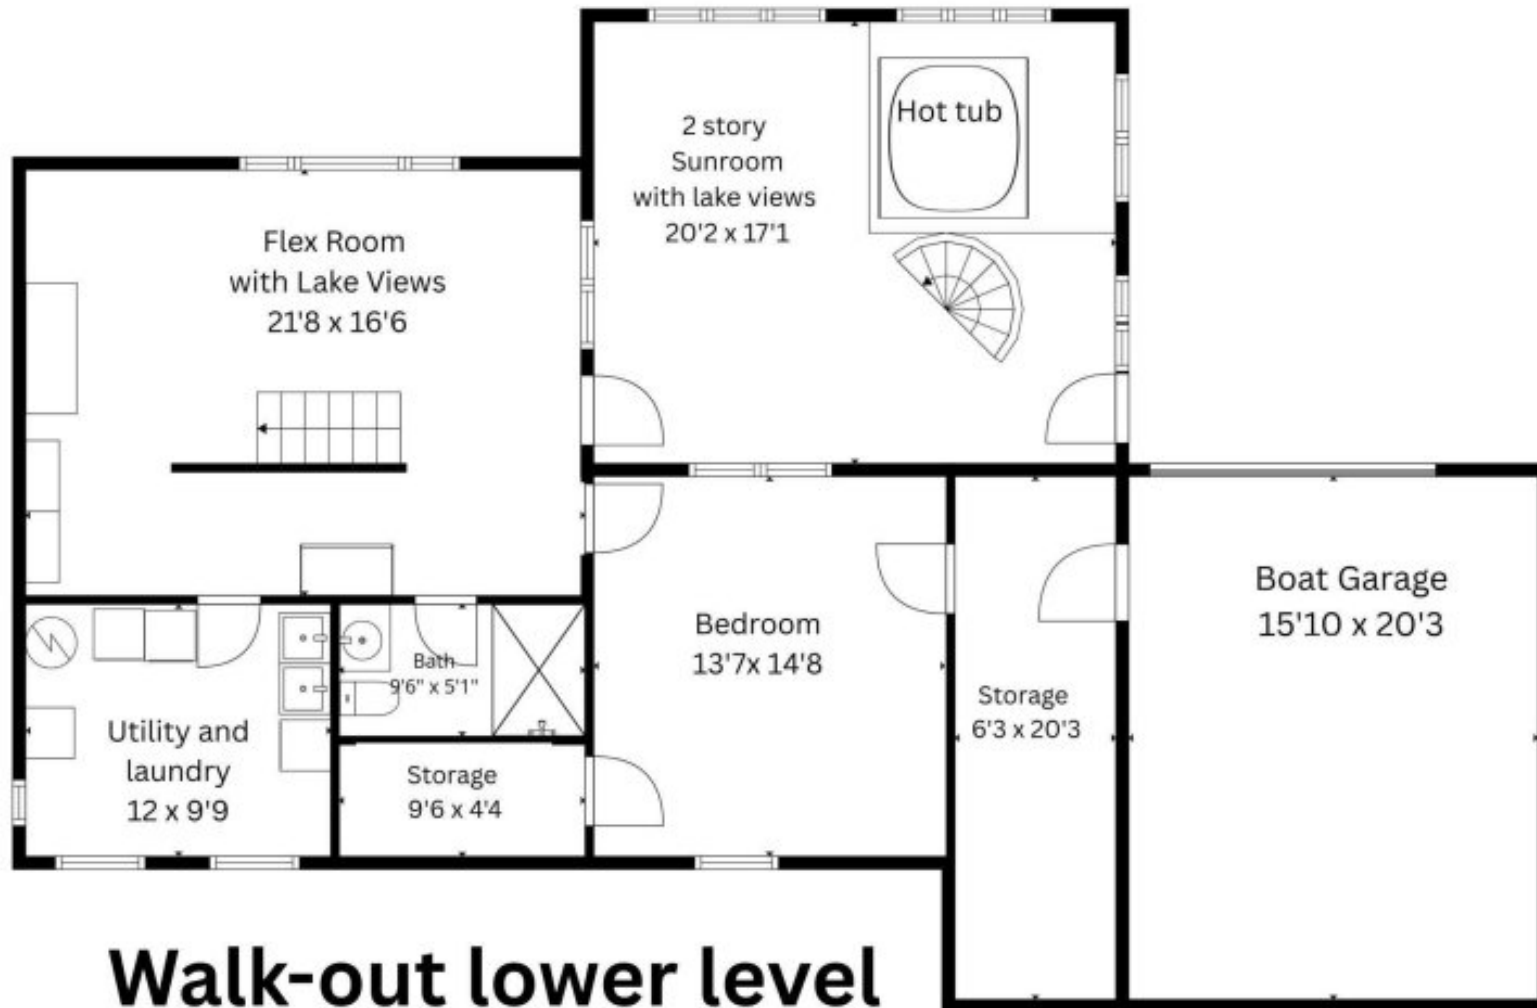 2 story
Sunroom
with lake views
20'2 x 17'1
Hot tub
Flex Room
with Lake Views
21'8 x 16'6
Bedroom
13'7x 14'8
Boat Garage
15'10 x 20'3
Storage
6'3 x 20'3
Bath
9'6" x 5'1"
Utility and
laundry
12 x 9'9
Storage
9'6 x 4'4
Walk-out lower level